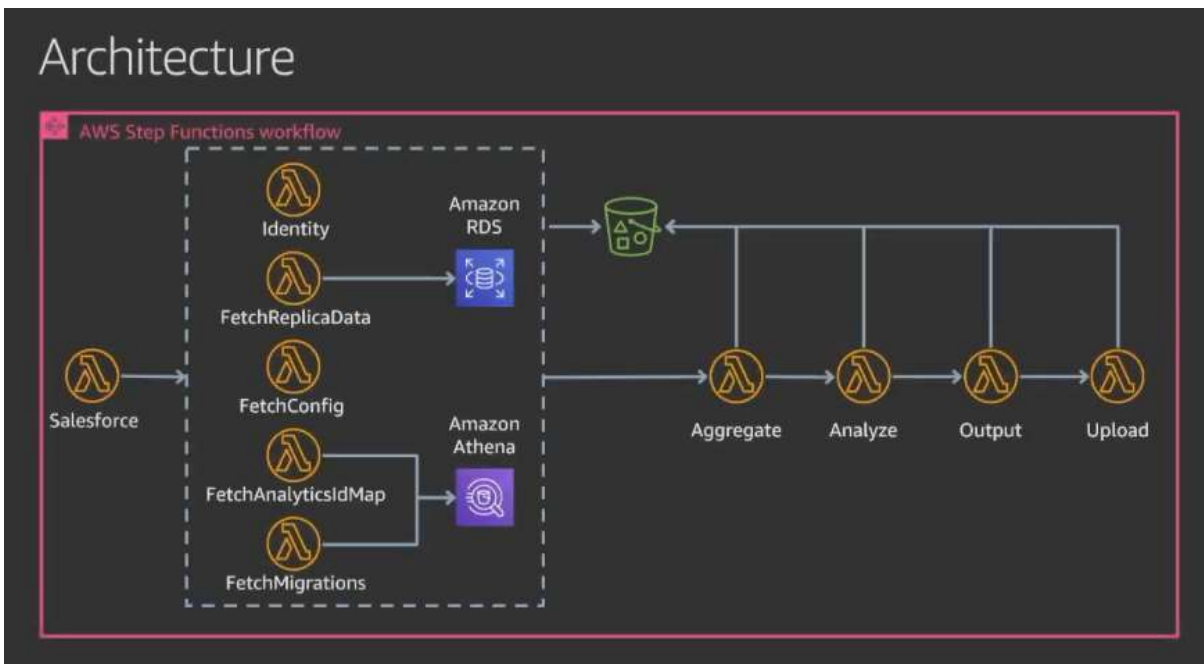 Architecture
AWS Step Functions workflow
Identity
Amazon
RDS
FetchReplicaData
Salesforce
FetchConfig
Amazon
Athena
FetchAnalyticsIdMap
FetchMigrations
Aggregate
Analyze
Output
Upload